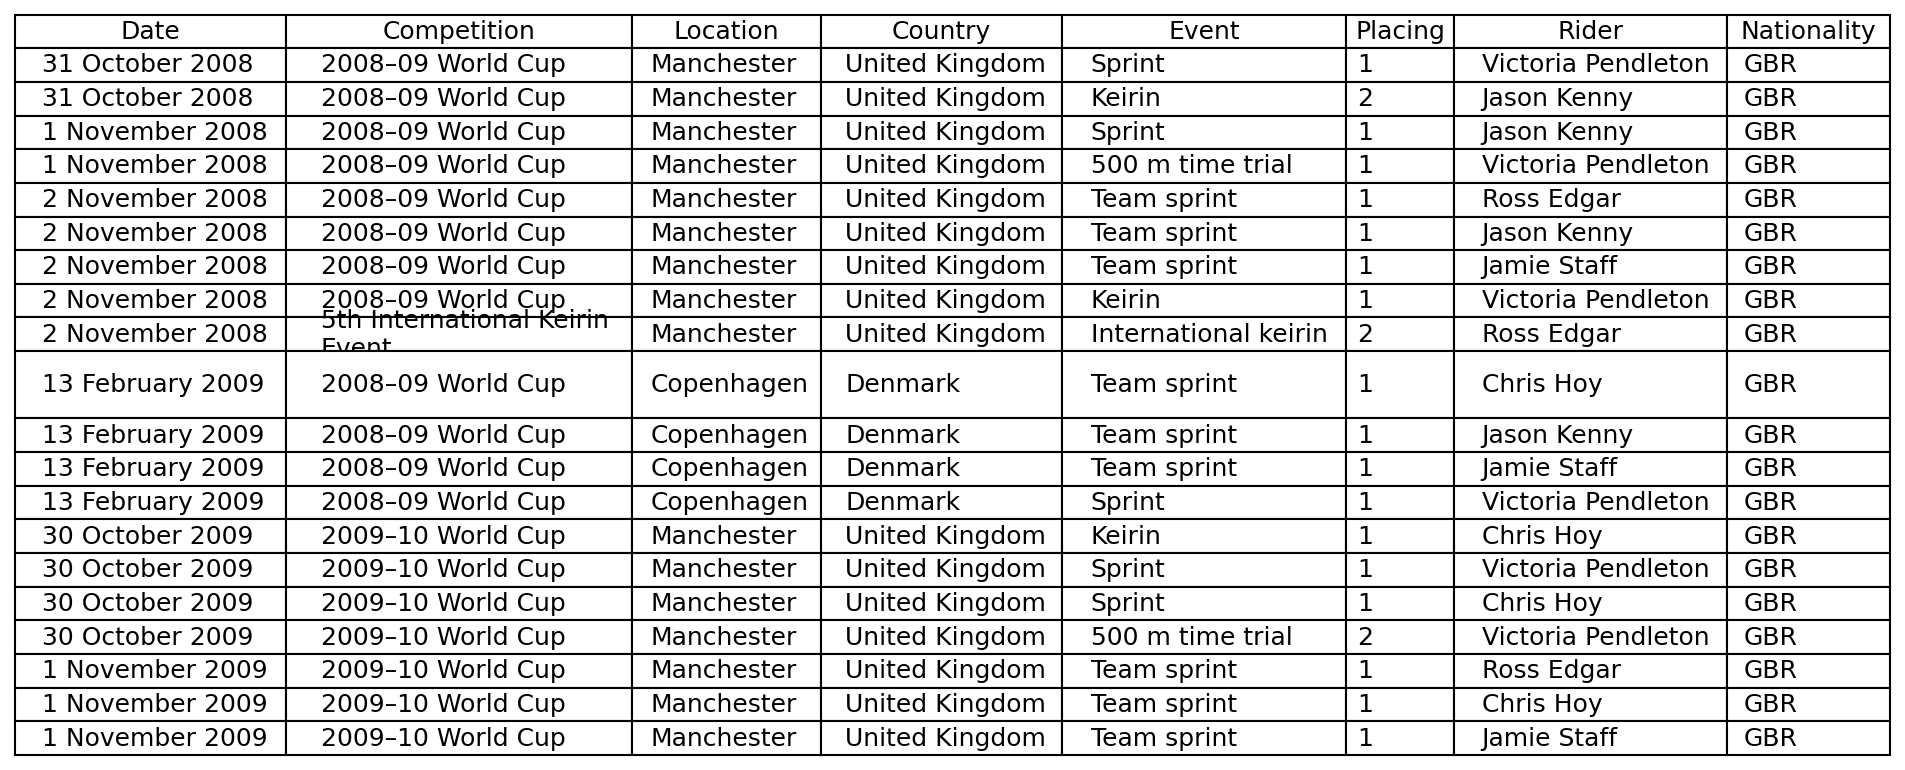 Date Competition Location Country Event Placing Rider Nationality
31 October 2008 2008–09 World Cup Manchester United Kingdom Sprint 1 Victoria Pendleton GBR
31 October 2008 2008–09 World Cup Manchester United Kingdom Keirin 2 Jason Kenny GBR
1 November 2008 2008–09 World Cup Manchester United Kingdom Sprint 1 Jason Kenny GBR
1 November 2008 2008–09 World Cup Manchester United Kingdom 500 m time trial 1 Victoria Pendleton GBR
2 November 2008 2008–09 World Cup Manchester United Kingdom Team sprint 1 Ross Edgar GBR
2 November 2008 2008–09 World Cup Manchester United Kingdom Team sprint 1 Jason Kenny GBR
2 November 2008 2008–09 World Cup Manchester United Kingdom Team sprint 1 Jamie Staff GBR
2 November 2008 2008–09 World Cup Manchester United Kingdom Keirin 1 Victoria Pendleton GBR
2 November 2008 5th International Keirin Event Manchester United Kingdom International keirin 2 Ross Edgar GBR
13 February 2009 2008–09 World Cup Copenhagen Denmark Team sprint 1 Chris Hoy GBR
13 February 2009 2008–09 World Cup Copenhagen Denmark Team sprint 1 Jason Kenny GBR
13 February 2009 2008–09 World Cup Copenhagen Denmark Team sprint 1 Jamie Staff GBR
13 February 2009 2008–09 World Cup Copenhagen Denmark Sprint 1 Victoria Pendleton GBR
30 October 2009 2009–10 World Cup Manchester United Kingdom Keirin 1 Chris Hoy GBR
30 October 2009 2009–10 World Cup Manchester United Kingdom Sprint 1 Victoria Pendleton GBR
30 October 2009 2009–10 World Cup Manchester United Kingdom Sprint 1 Chris Hoy GBR
30 October 2009 2009–10 World Cup Manchester United Kingdom 500 m time trial 2 Victoria Pendleton GBR
1 November 2009 2009–10 World Cup Manchester United Kingdom Team sprint 1 Ross Edgar GBR
1 November 2009 2009–10 World Cup Manchester United Kingdom Team sprint 1 Chris Hoy GBR
1 November 2009 2009–10 World Cup Manchester United Kingdom Team sprint 1 Jamie Staff GBR